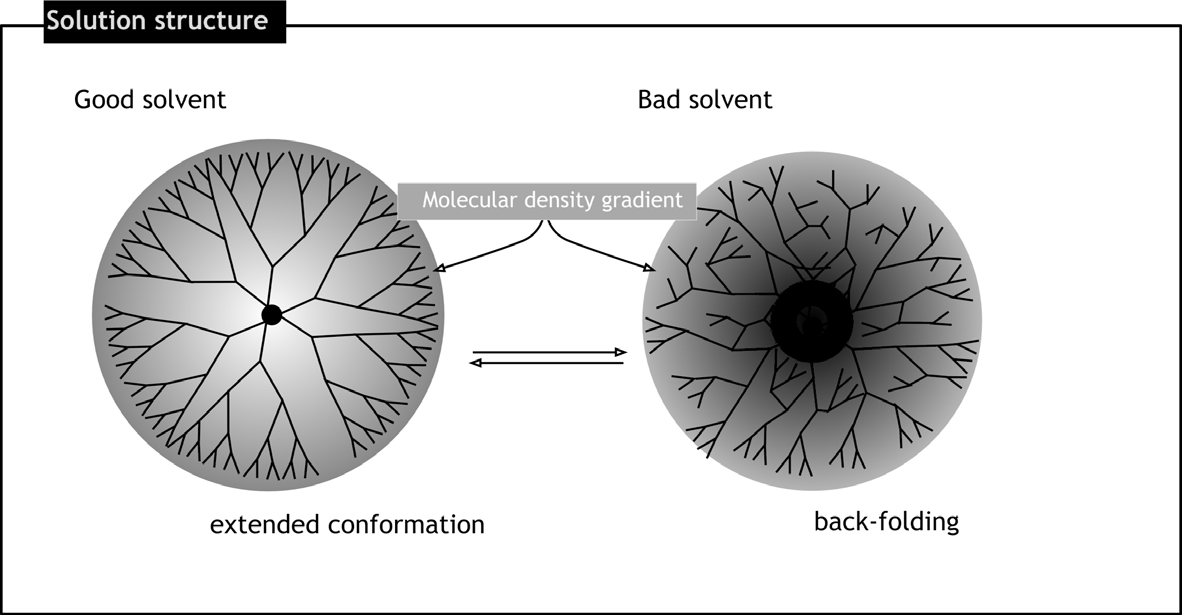 Solution structure
Good solvent
Bad solvent
Molecular density gradient
extended conformation
back-folding